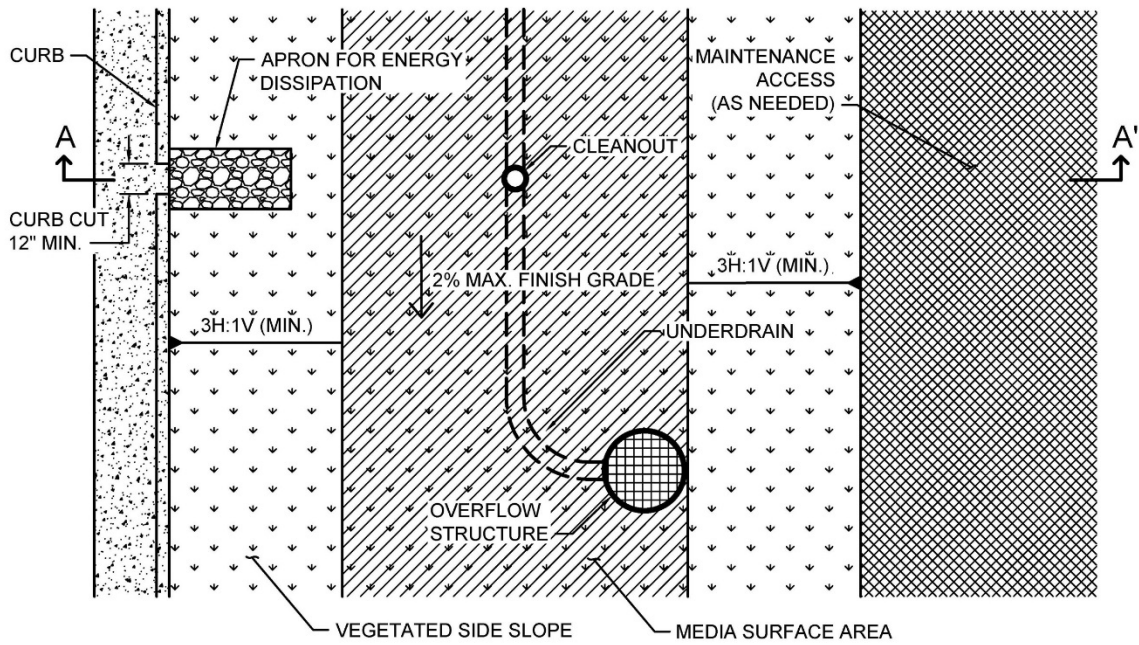 CURB
APRON FOR ENERGY
DISSIPATION
MAINTENANCE
ACCESS
(AS NEEDED)
A
A'
CLEANOUT
CURB CUT
12" MIN.
2% MAX. FINISH GRADE
3H:1V (MIN.)
3H:1V (MIN.)
UNDERDRAIN
OVERFLOW
STRUCTURE
VEGETATED SIDE SLOPE
MEDIA SURFACE AREA